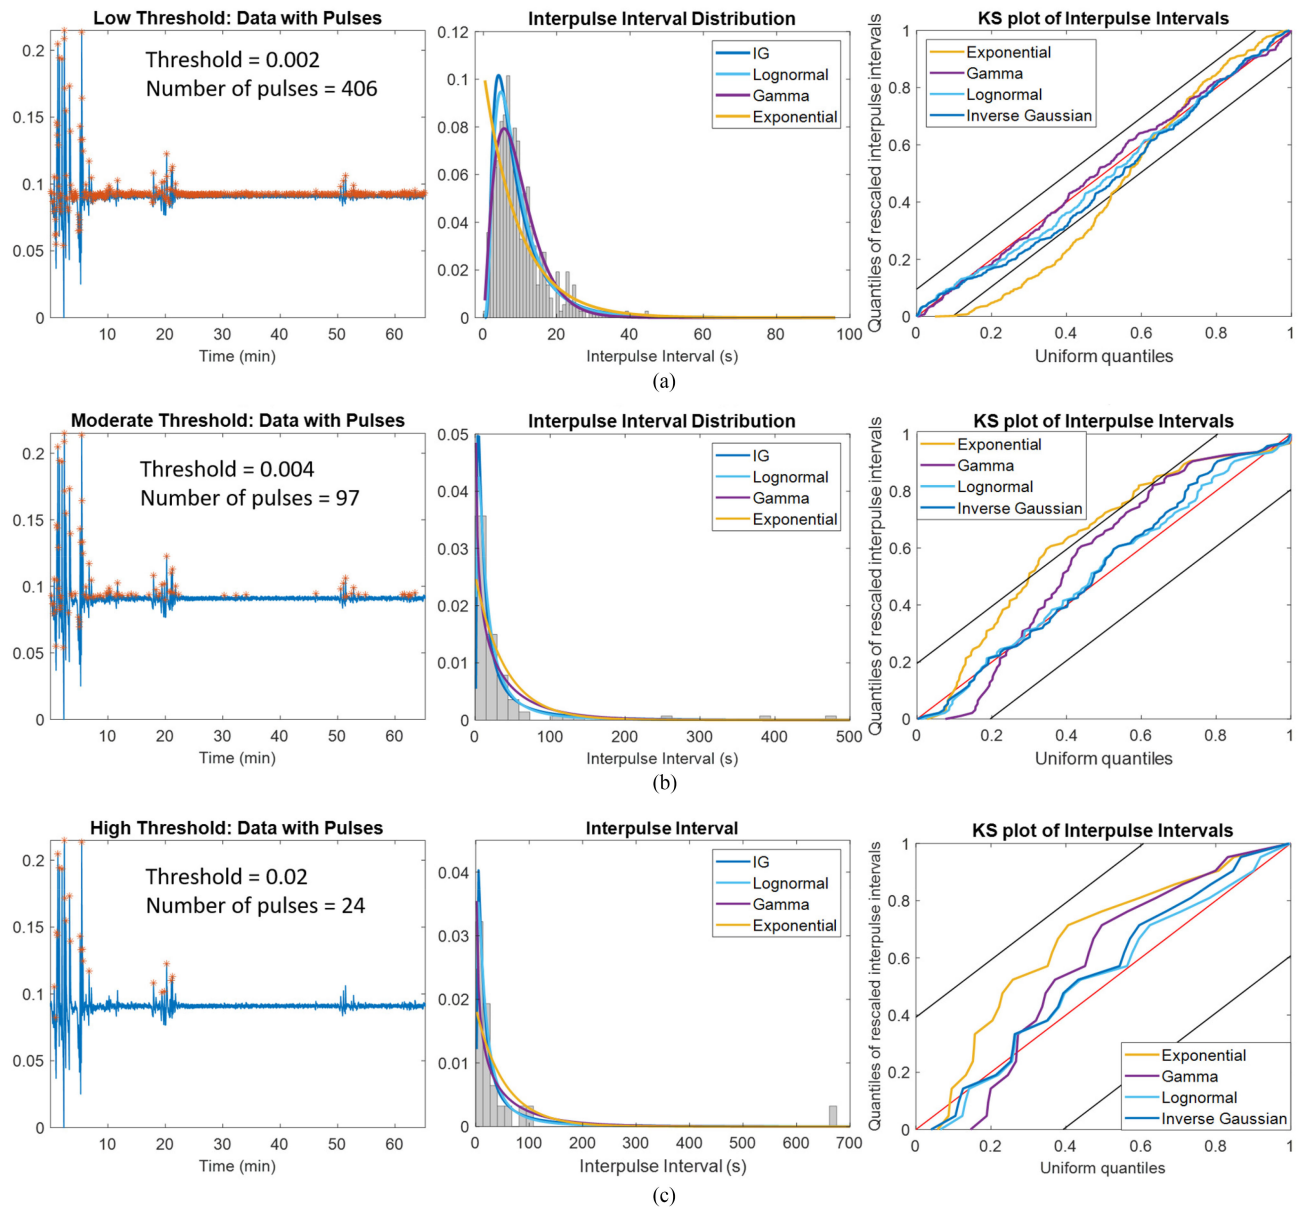 Low Threshold: Data with Pulses
0.2
0.15
0.1
0.05
0
Threshold = 0.002
Number of pulses = 406
0 10 20 30 40 50 60
Time (min)
Interpulse Interval Distribution
0.12
0.1
0.08
0.06
0.04
0.02
0
IG
Lognormal
Gamma
Exponential
0 20 40 60 80 100
Interpulse Interval (s)
KS plot of Interpulse Intervals
Quantiles of rescaled interpulse intervals
1
0.8
0.6
0.4
0.2
0
Exponential
Gamma
Lognormal
Inverse Gaussian
0.2 0.4 0.6 0.8 1
Uniform quantiles
(a)
Moderate Threshold: Data with Pulses
0.2
0.15
0.1
0.05
0
Threshold = 0.004
Number of pulses = 97
0 10 20 30 40 50 60
Time (min)
Interpulse Interval Distribution
0.05
0.04
0.03
0.02
0.01
0
IG
Lognormal
Gamma
Exponential
0 100 200 300 400 500
Interpulse Interval (s)
KS plot of Interpulse Intervals
Quantiles of rescaled interpulse intervals
1
0.8
0.6
0.4
0.2
0
Exponential
Gamma
Lognormal
Inverse Gaussian
0 0.2 0.4 0.6 0.8 1
Uniform quantiles
(b)
High Threshold: Data with Pulses
0.2
0.15
0.1
0.05
0
Threshold = 0.02
Number of pulses = 24
0 10 20 30 40 50 60
Time (min)
Interpulse Interval
0.04
0.03
0.02
0.01
0
IG
Lognormal
Gamma
Exponential
0 100 200 300 400 500 600 700
Interpulse Interval (s)
KS plot of Interpulse Intervals
Quantiles of rescaled interpulse intervals
1
0.8
0.6
0.4
0.2
0
Exponential
Gamma
Lognormal
Inverse Gaussian
0 0.2 0.4 0.6 0.8 1
Uniform quantiles
(c)